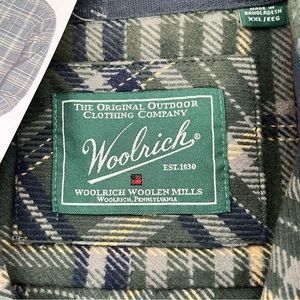 MADE IN
BANGLADESH
XXL/EEG
THE ORIGINAL OUTDOOR
CLOTHING COMPANY
Woolrich®
EST.1830
WOOLRICH WOOLEN MILLS
WOOLRICH, PENNSYLVANIA